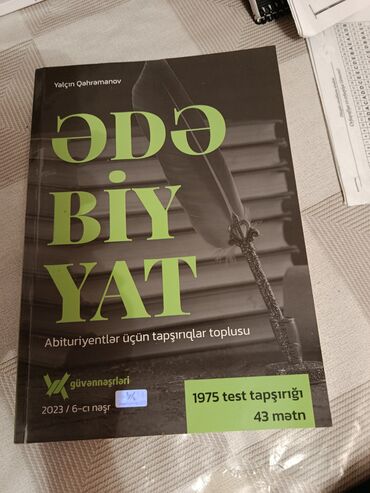 Yalçın Qəhrəmanov
ƏDƏ
BİY
YAT
Abituriyentlər üçün tapşırıqlar toplusu
güvənnəşrləri
2023 / 6-cı nəşr
1975 test tapşırığı
43 mətn